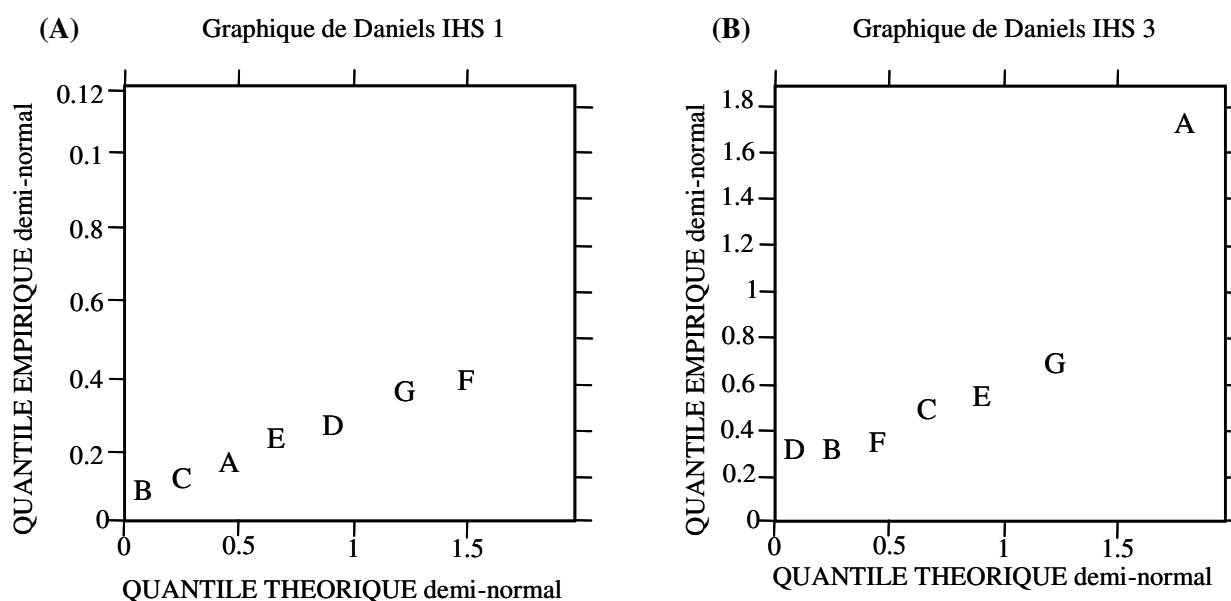 (A) Graphique de Daniels IHS 1
QUANTILE EMPIRIQUE demi-normal
0.12
0.1
0.8
0.6
0.4
0.2
0
B C A E D G F
0 0.5 1 1.5
QUANTILE THEORIQUE demi-normal
(B) Graphique de Daniels IHS 3
QUANTILE EMPIRIQUE demi-normal
1.8
1.6
1.4
1.2
1
0.8
0.6
0.4
0.2
0
D B F C E G A
0 0.5 1 1.5
QUANTILE THEORIQUE demi-normal